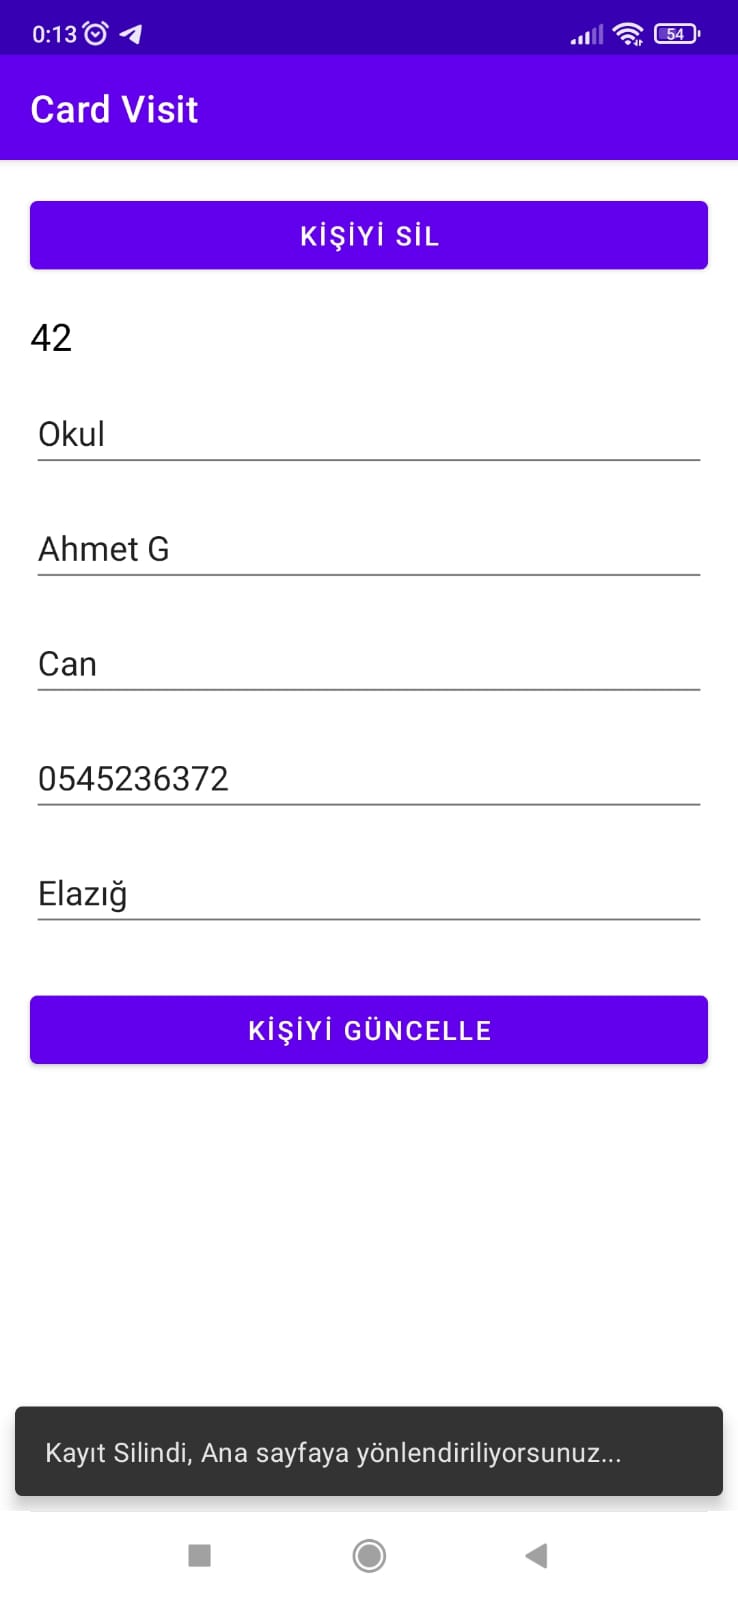 0:13 54
Card Visit
KİŞİYİ SİL
42
Okul
Ahmet G
Can
0545236372
Elazığ
KİŞİYİ GÜNCELLE
Kayıt Silindi, Ana sayfaya yönlendiriliyorsunuz...